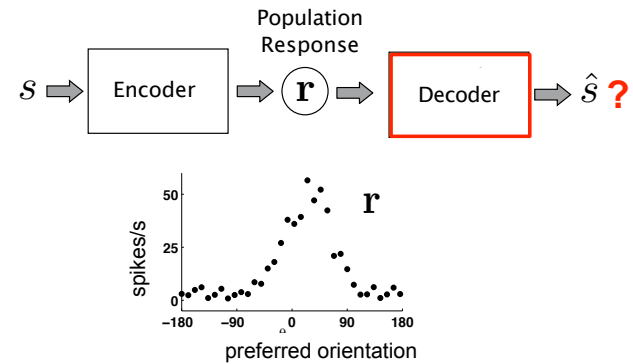 Population
Response
s Encoder r Decoder ŝ ?
r
50
25
0
spikes/s
-180 -90 0 90 180
preferred orientation